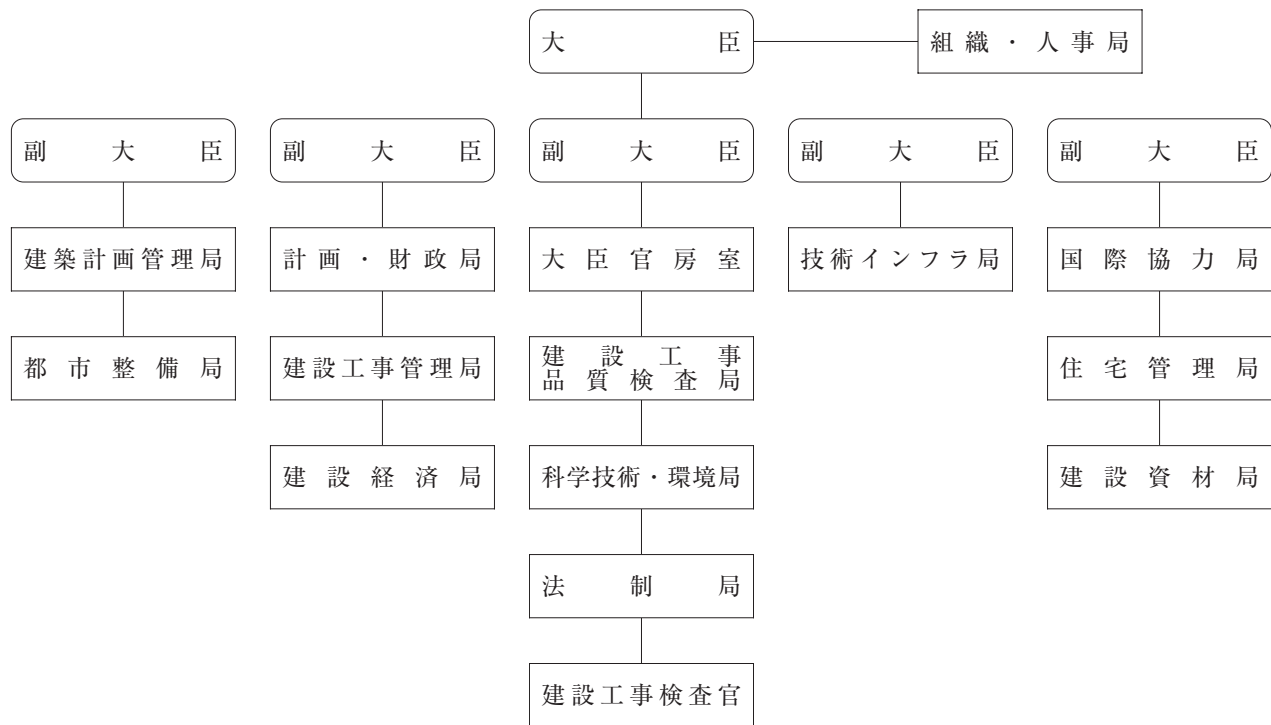 大臣
組織・人事局
副大臣
副大臣
副大臣
副大臣
副大臣
建築計画管理局
計画・財政局
大臣官房室
技術インフラ局
国際協力局
都市整備局
建設工事管理局
建設工事
品質検査局
住宅管理局
建設経済局
科学技術・環境局
建設資材局
法制局
建設工事検査官